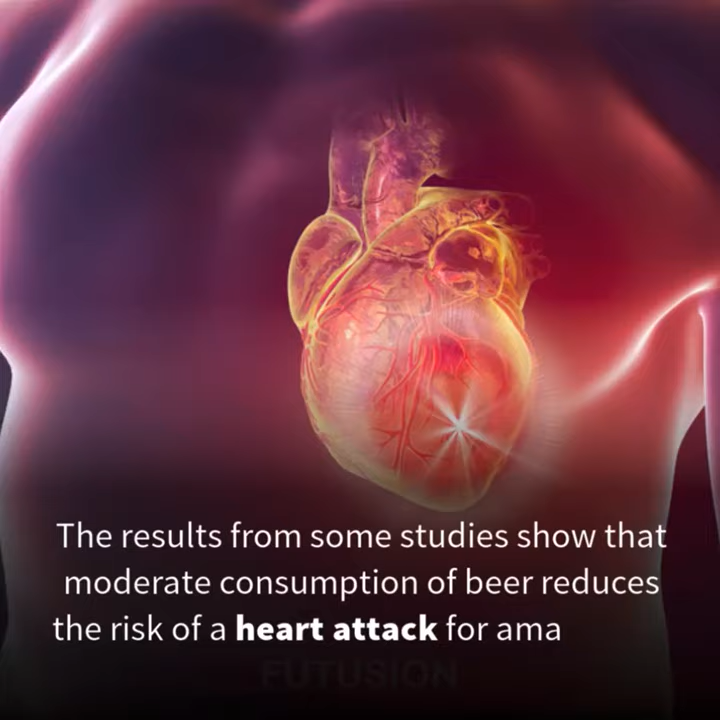 The results from some studies show that
moderate consumption of beer reduces
the risk of a heart attack for ama
FUTUSION